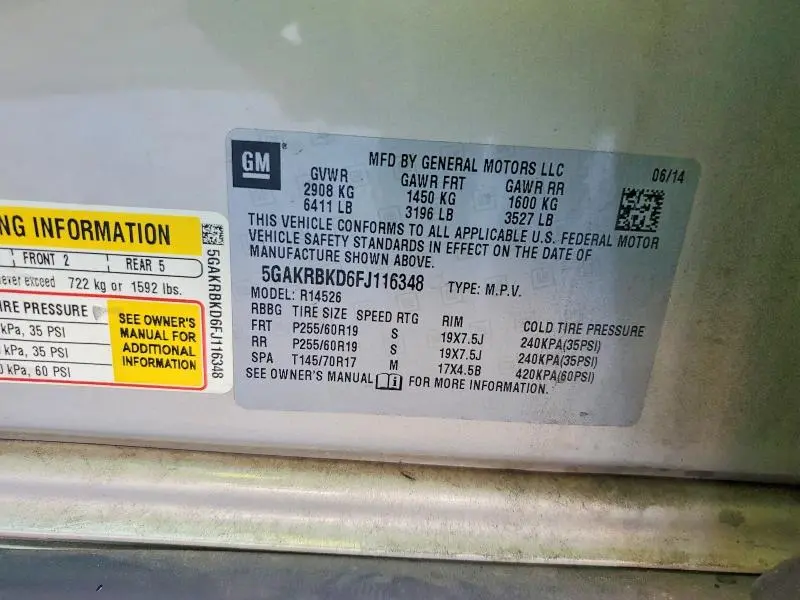 NG INFORMATION
FRONT 2 REAR 5
never exceed 722 kg or 1592 lbs.
IRE PRESSURE
kPa, 35 PSI
kPa, 35 PSI
kPa, 60 PSI
SEE OWNER'S
MANUAL FOR
ADDITIONAL
INFORMATION
5GAKRBKD6FJ116348
GM
MFD BY GENERAL MOTORS LLC
06/14
GVWR GAWR FRT GAWR RR
2908 KG 1450 KG 1600 KG
6411 LB 3196 LB 3527 LB
THIS VEHICLE CONFORMS TO ALL APPLICABLE U.S. FEDERAL MOTOR
VEHICLE SAFETY STANDARDS IN EFFECT ON THE DATE OF
MANUFACTURE SHOWN ABOVE.
5GAKRBKD6FJ116348 TYPE: M.P.V.
MODEL: R14526
RBBG TIRE SIZE SPEED RTG RIM COLD TIRE PRESSURE
FRT P255/60R19 S 19X7.5J 240KPA(35PSI)
RR P255/60R19 S 19X7.5J 240KPA(35PSI)
SPA T145/70R17 M 17X4.5B 420KPA(60PSI)
SEE OWNER'S MANUAL FOR MORE INFORMATION.